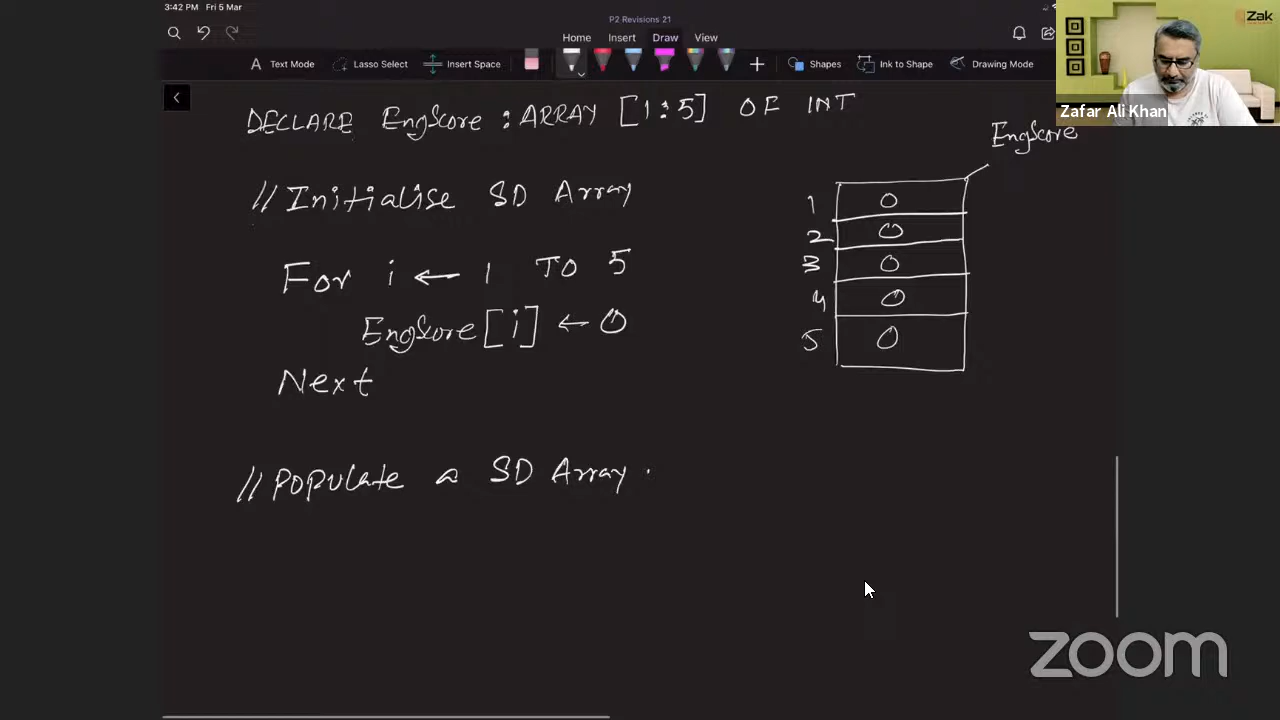 3:42 PM Fri 5 Mar
P2 Revisions 21
Home Insert Draw View
Text Mode Lasso Select Insert Space Shapes Ink to Shape Drawing Mode
Zak
Zafar Ali Khan
DECLARE EngScore : ARRAY [1:5] OF INT
EngScore
// Initialise SD Array
For i ← 1 TO 5
EngScore [i] ← 0
Next
1 0
2 0
3 0
4 0
5 0
// Populate a SD Array .
zoom